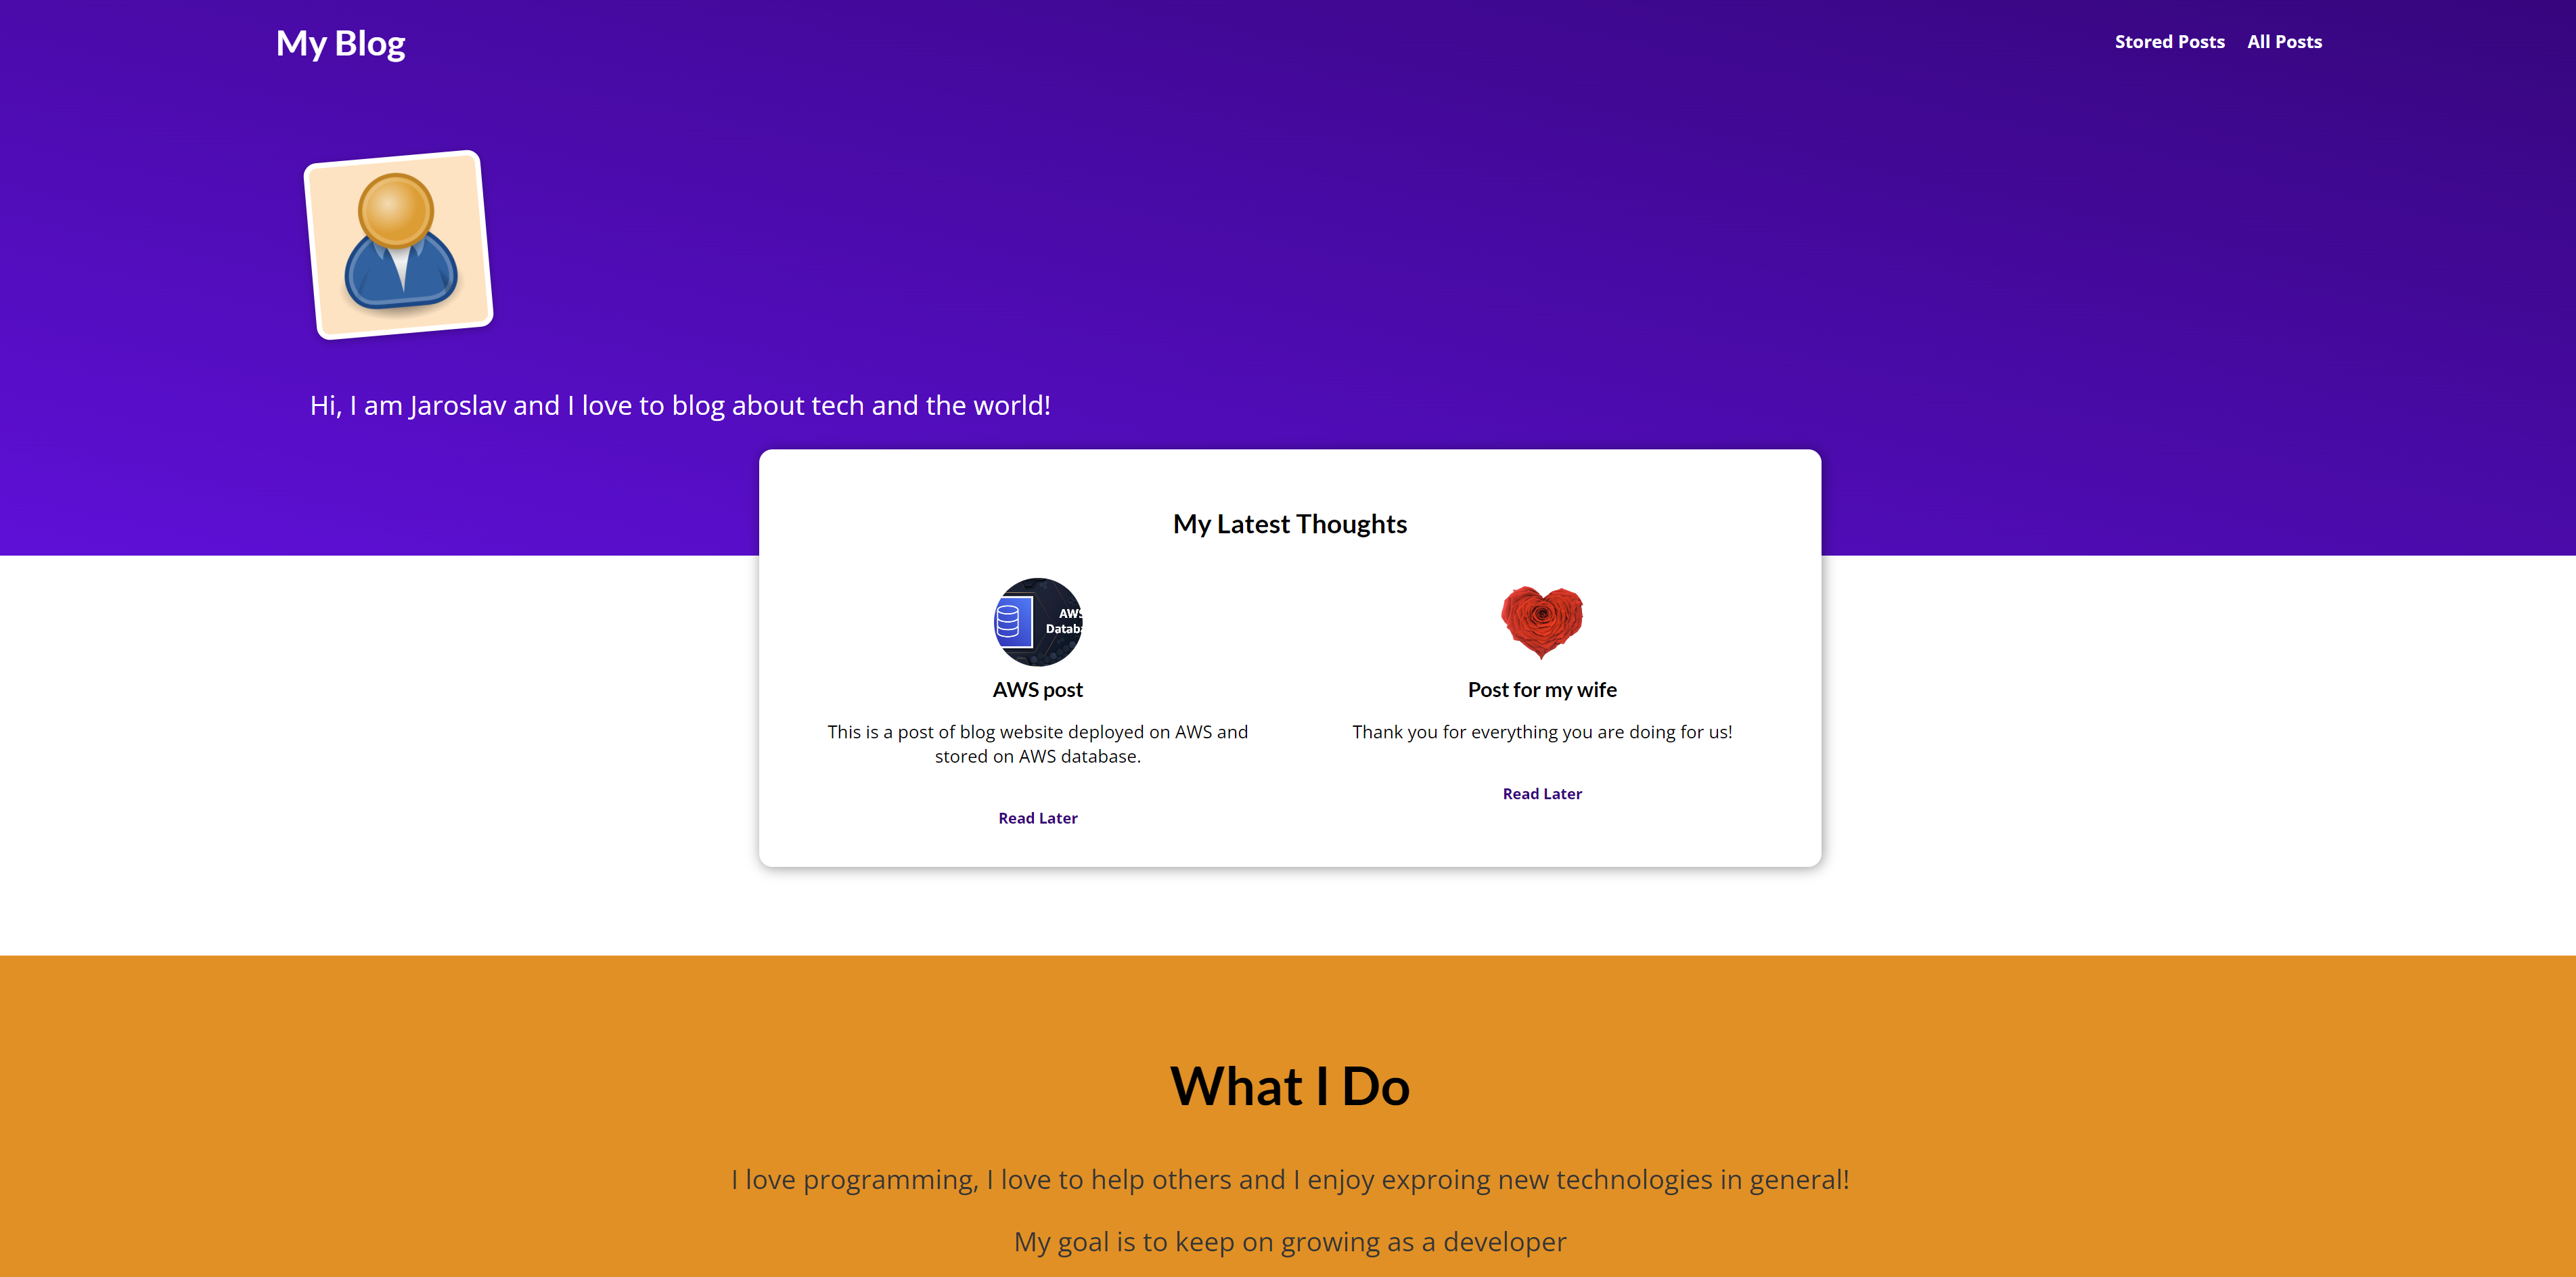 My Blog
Stored Posts
All Posts
Hi, I am Jaroslav and I love to blog about tech and the world!
My Latest Thoughts
AWS
Databa
AWS post
This is a post of blog website deployed on AWS and
stored on AWS database.
Read Later
Post for my wife
Thank you for everything you are doing for us!
Read Later
What I Do
I love programming, I love to help others and I enjoy exproing new technologies in general!
My goal is to keep on growing as a developer